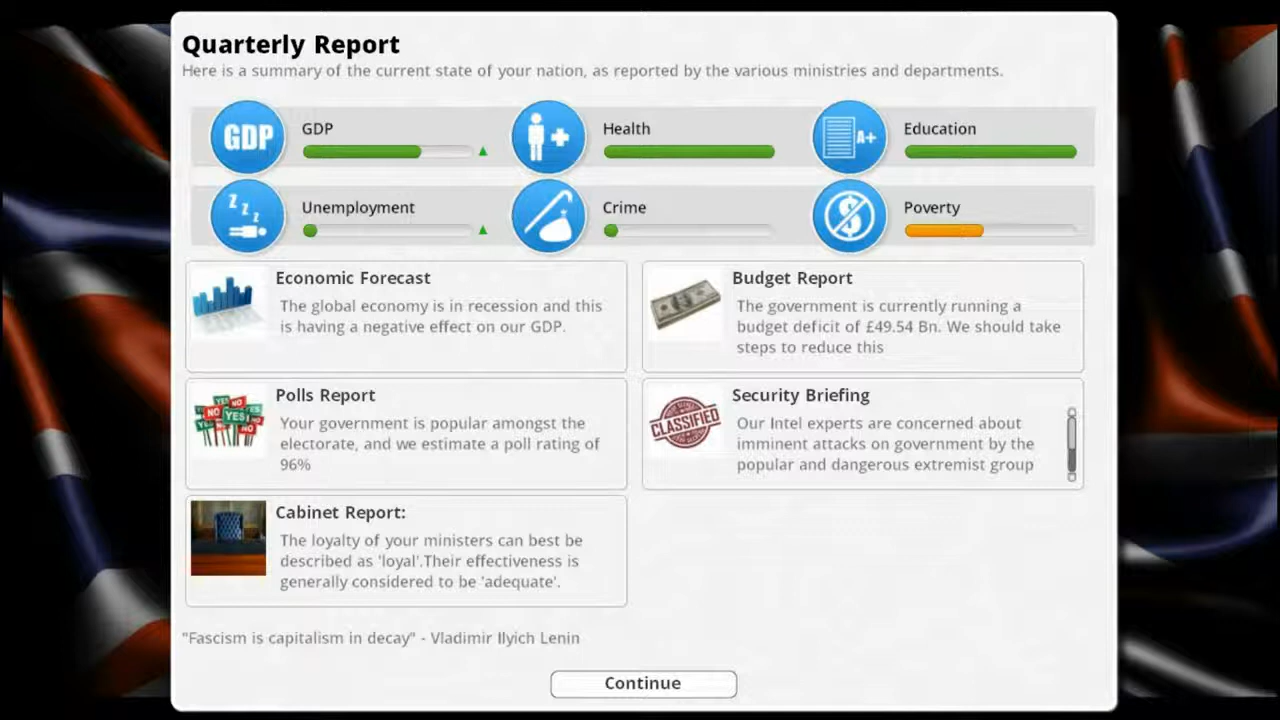 Quarterly Report
Here is a summary of the current state of your nation, as reported by the various ministries and departments.
GDP
GDP
Health
A+
Education
Z Z Z
Unemployment
Crime
$
Poverty
Economic Forecast
The global economy is in recession and this
is having a negative effect on our GDP.
Budget Report
The government is currently running a
budget deficit of £49.54 Bn. We should take
steps to reduce this
Polls Report
YES NO
NO YES
NO
Your government is popular amongst the
electorate, and we estimate a poll rating of
96%
CLASSIFIED
Security Briefing
Our Intel experts are concerned about
imminent attacks on government by the
popular and dangerous extremist group
Cabinet Report:
The loyalty of your ministers can best be
described as 'loyal'.Their effectiveness is
generally considered to be 'adequate'.
"Fascism is capitalism in decay" - Vladimir Ilyich Lenin
Continue